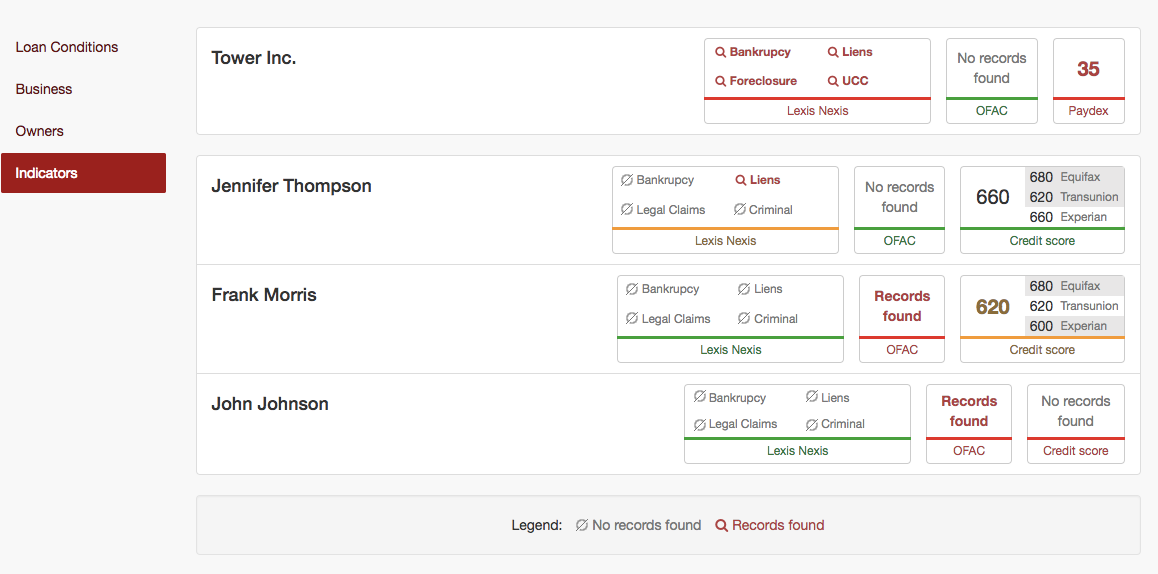 Loan Conditions
Business
Owners
Indicators
Tower Inc.
Bankrupcy Liens
Foreclosure UCC
Lexis Nexis
No records
found
OFAC
35
Paydex
Jennifer Thompson
Bankrupcy Liens
Legal Claims Criminal
Lexis Nexis
No records
found
OFAC
660
680 Equifax
620 Transunion
660 Experian
Credit score
Frank Morris
Bankrupcy Liens
Legal Claims Criminal
Lexis Nexis
Records
found
OFAC
620
680 Equifax
620 Transunion
600 Experian
Credit score
John Johnson
Bankrupcy Liens
Legal Claims Criminal
Lexis Nexis
Records
found
OFAC
No records
found
Credit score
Legend: No records found Records found